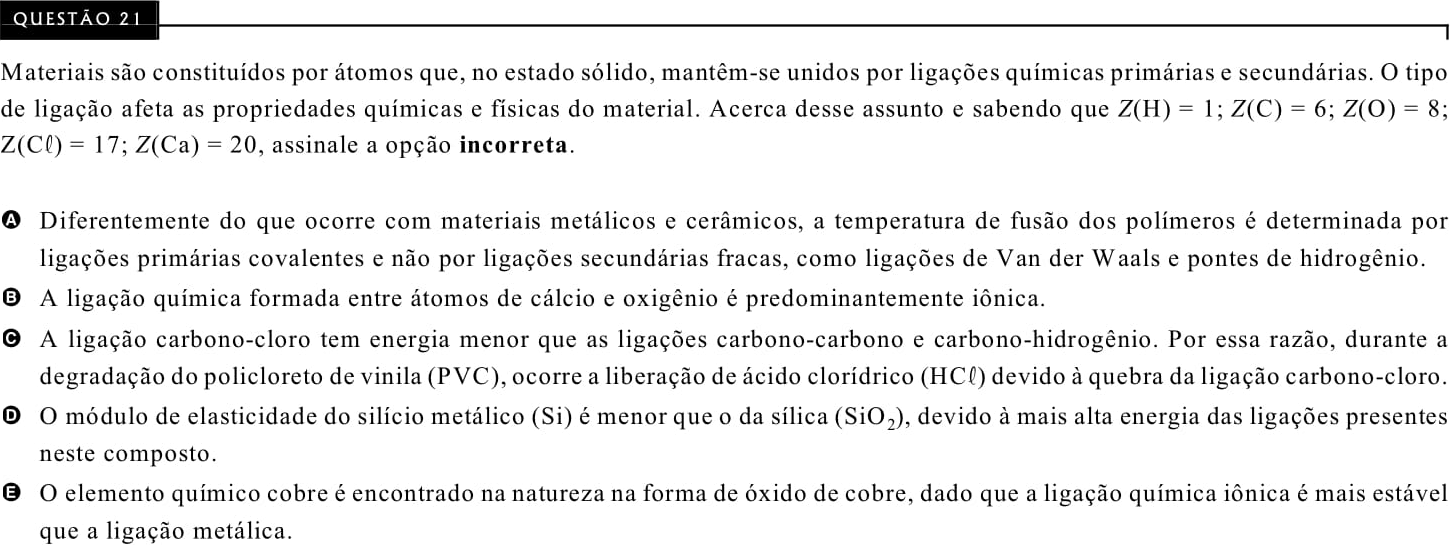 QUESTÃO 21
Materiais são constituídos por átomos que, no estado sólido, mantêm-se unidos por ligações químicas primárias e secundárias. O tipo
de ligação afeta as propriedades químicas e físicas do material. Acerca desse assunto e sabendo que Z(H) = 1; Z(C) = 6; Z(O) = 8;
Z(Cℓ) = 17; Z(Ca) = 20, assinale a opção incorreta.
A Diferentemente do que ocorre com materiais metálicos e cerâmicos, a temperatura de fusão dos polímeros é determinada por
ligações primárias covalentes e não por ligações secundárias fracas, como ligações de Van der Waals e pontes de hidrogênio.
B A ligação química formada entre átomos de cálcio e oxigênio é predominantemente iônica.
C A ligação carbono-cloro tem energia menor que as ligações carbono-carbono e carbono-hidrogênio. Por essa razão, durante a
degradação do policloreto de vinila (PVC), ocorre a liberação de ácido clorídrico (HCℓ) devido à quebra da ligação carbono-cloro.
D O módulo de elasticidade do silício metálico (Si) é menor que o da sílica (SiO₂), devido à mais alta energia das ligações presentes
neste composto.
E O elemento químico cobre é encontrado na natureza na forma de óxido de cobre, dado que a ligação química iônica é mais estável
que a ligação metálica.